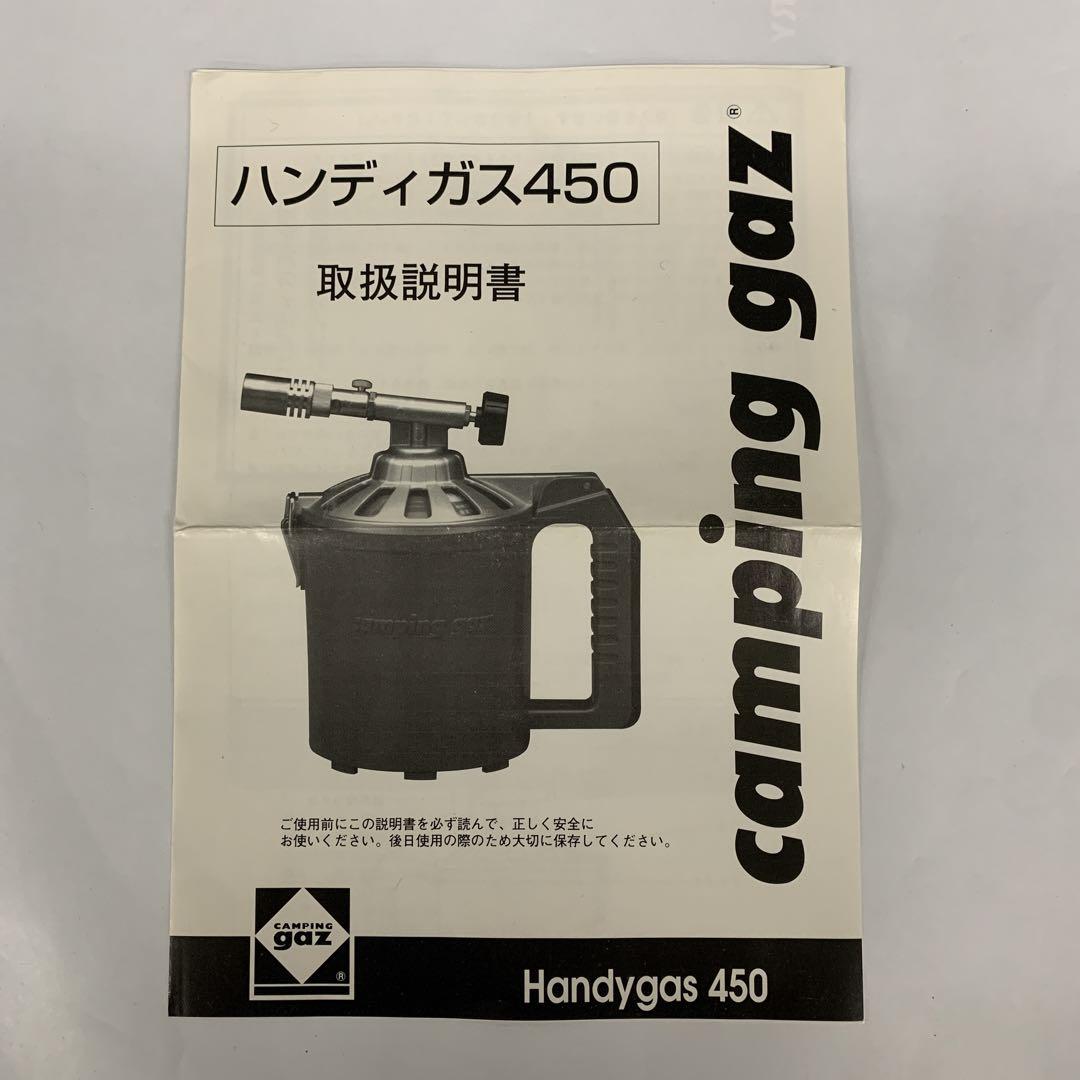 ハンディガス450
取扱説明書
camping gaz®
camping gaz
ご使用前にこの説明書を必ず読んで、正しく安全に
お使いください。後日使用の際のため大切に保存してください。
CAMPING
gaz
®
Handygas 450